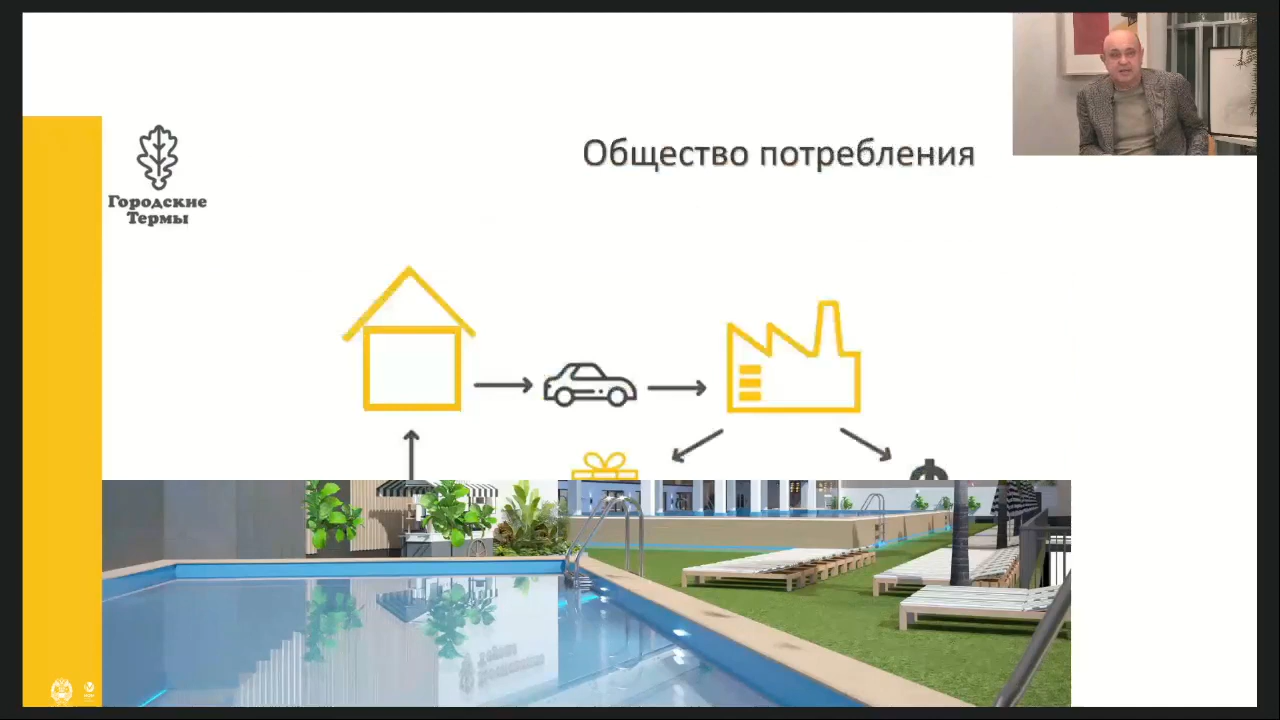 Общество потребления
Городские
Термы